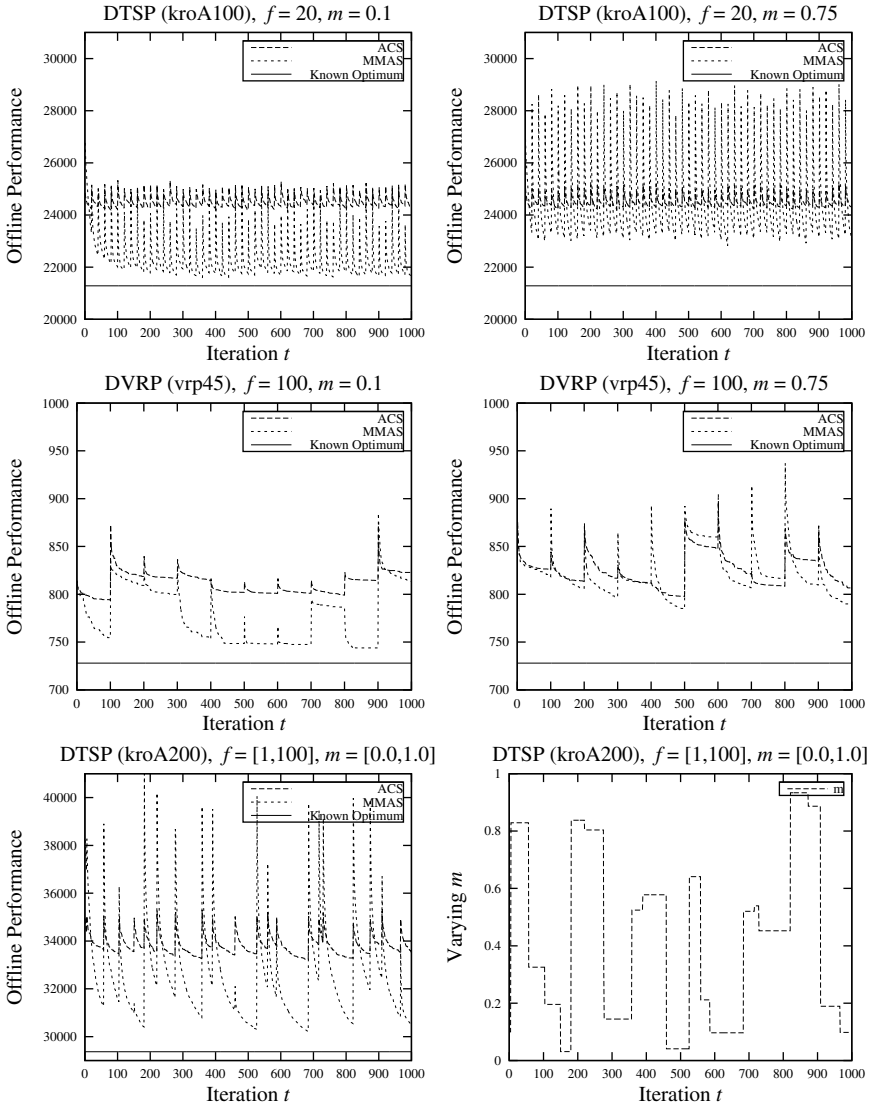 DTSP (kroA100), f = 20, m = 0.1
31000
30000
28000
26000
24000
22000
20000
Offline Performance
ACS
MMAS
Known Optimum
0 100 200 300 400 500 600 700 800 900 1000
Iteration t
DTSP (kroA100), f = 20, m = 0.75
31000
30000
28000
26000
24000
22000
20000
Offline Performance
ACS
MMAS
Known Optimum
0 100 200 300 400 500 600 700 800 900 1000
Iteration t
DVRP (vrp45), f = 100, m = 0.1
1000
950
900
850
800
750
700
Offline Performance
ACS
MMAS
Known Optimum
0 100 200 300 400 500 600 700 800 900 1000
Iteration t
DVRP (vrp45), f = 100, m = 0.75
1000
950
900
850
800
750
700
Offline Performance
ACS
MMAS
Known Optimum
0 100 200 300 400 500 600 700 800 900 1000
Iteration t
DTSP (kroA200), f = [1,100], m = [0.0,1.0]
40000
38000
36000
34000
32000
30000
Offline Performance
ACS
MMAS
Known Optimum
0 100 200 300 400 500 600 700 800 900 1000
Iteration t
DTSP (kroA200), f = [1,100], m = [0.0,1.0]
1
0.8
0.6
0.4
0.2
0
Varying m
m
0 100 200 300 400 500 600 700 800 900 1000
Iteration t